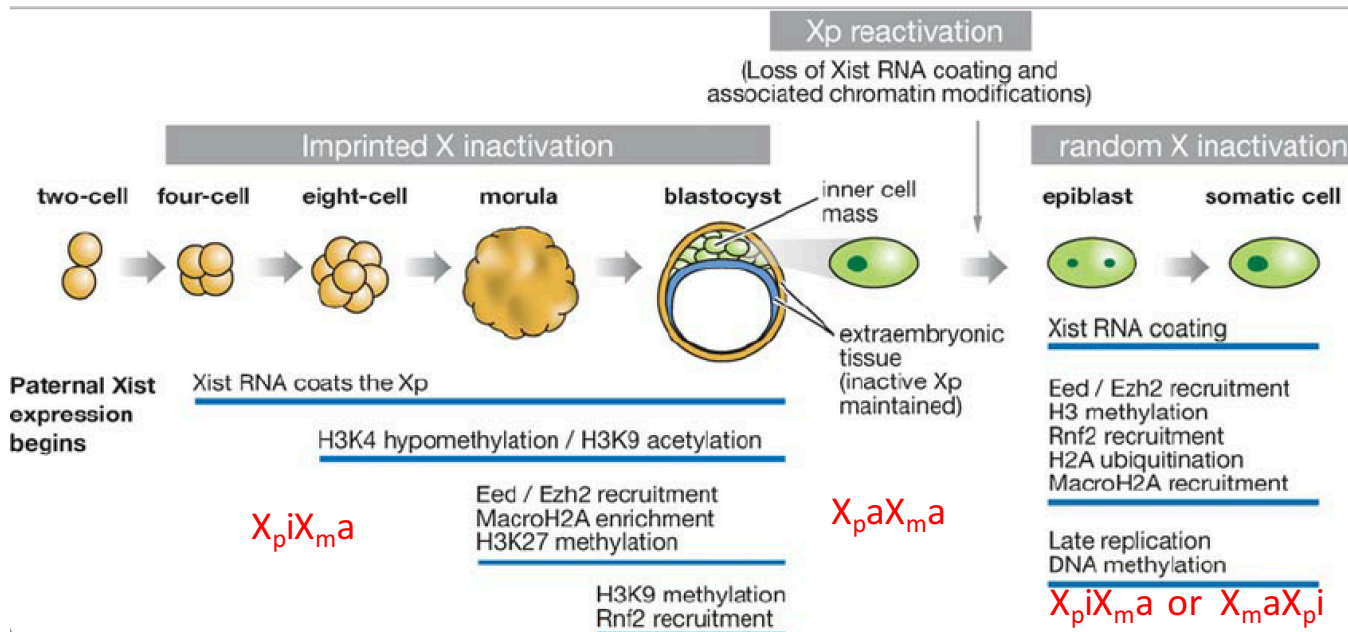 Xp reactivation
(Loss of Xist RNA coating and
associated chromatin modifications)
Imprinted X inactivation
random X inactivation
two-cell
four-cell
eight-cell
morula
blastocyst
inner cell
mass
epiblast
somatic cell
extraembryonic
tissue
(inactive Xp
maintained)
Paternal Xist
expression
begins
Xist RNA coats the Xp
H3K4 hypomethylation / H3K9 acetylation
Eed / Ezh2 recruitment
MacroH2A enrichment
H3K27 methylation
H3K9 methylation
Rnf2 recruitment
XpiXma
XpaXma
Xist RNA coating
Eed / Ezh2 recruitment
H3 methylation
Rnf2 recruitment
H2A ubiquitination
MacroH2A recruitment
Late replication
DNA methylation
XpiXma or XmaXpi